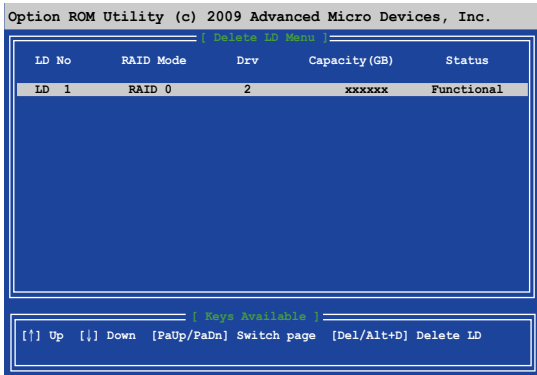 Option ROM Utility (c) 2009 Advanced Micro Devices, Inc.
[ Delete LD Menu ]
LD No RAID Mode Drv Capacity(GB) Status
LD 1 RAID 0 2 xxxxxx Functional
[ Keys Available ]
[↑] Up [↓] Down [PaUp/PaDn] Switch page [Del/Alt+D] Delete LD